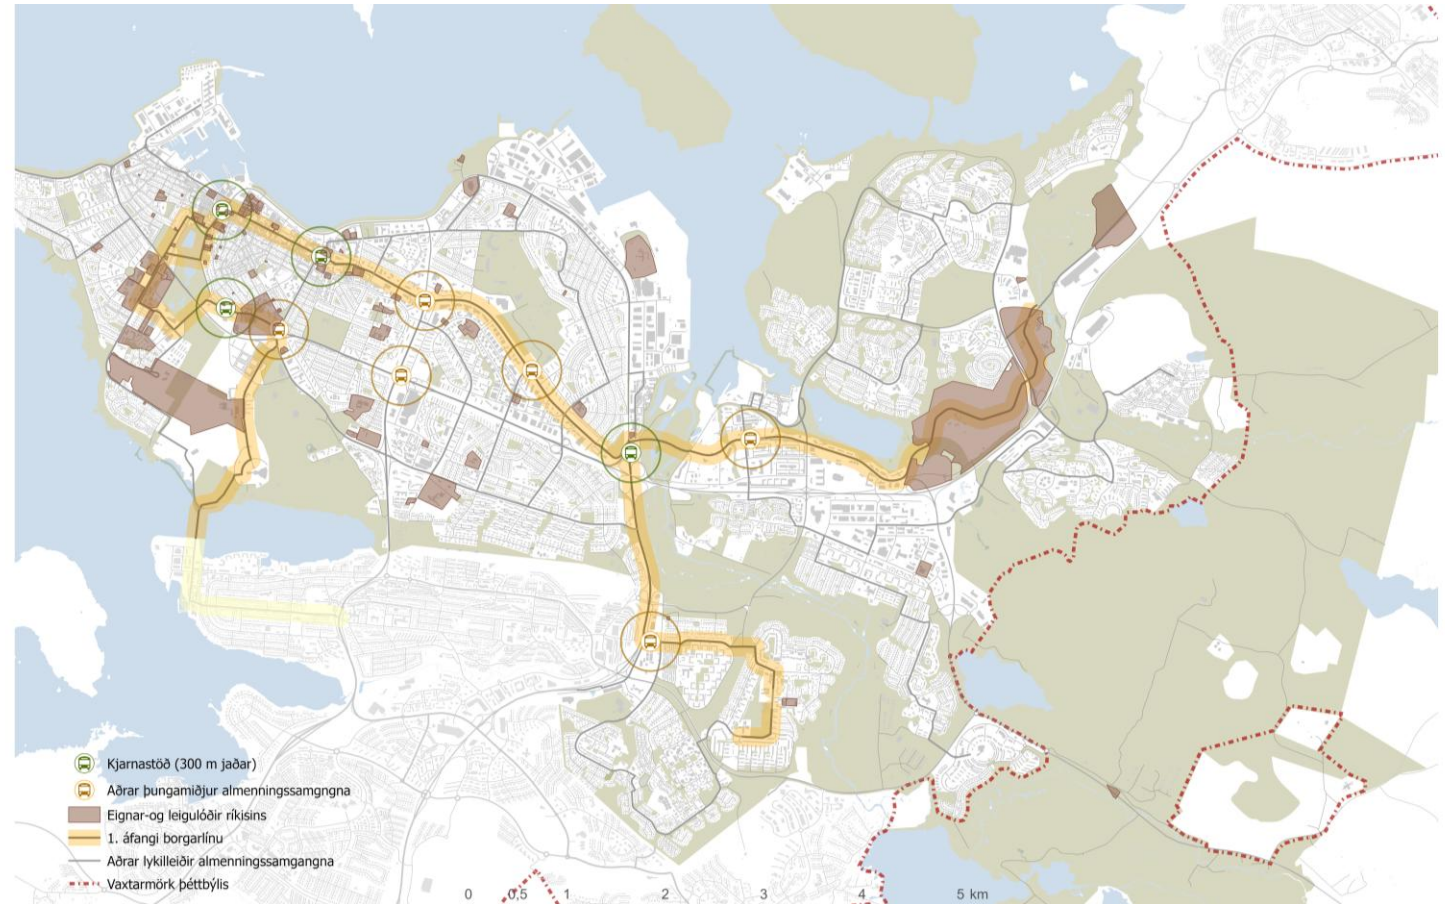 Kjarnastöð (300 m jaðar)
Aðrar þungamiðjur almenningssamgngna
Eignar-og leigulóðir ríkisins
1. áfangi borgarlínu
Aðrar lykilleiðir almenningssamgangna
Vaxtarmörk þéttbýlis
0 0,5 1 2 3 4 5 km